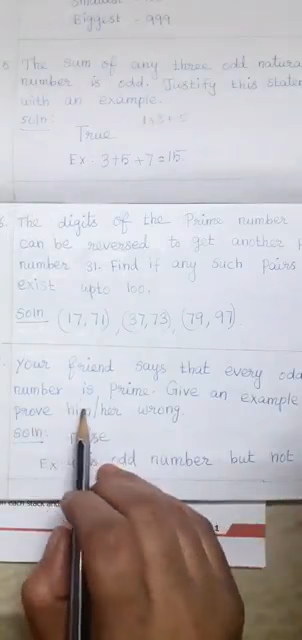 Biggest - 999
The sum of any three odd natura
number is odd. Justify this state
with an example.
Soln: 1+3+5
True
Ex: 3+5+7=15.
The digits of the Prime number
can be reversed to get another
number 31. Find if any such Pairs
exist upto 100.
Soln (17,71), (37,73), (79, 97)
Your friend says that every odd
number is Prime. Give an example
prove him/her wrong.
Soln:
Ex odd number but not